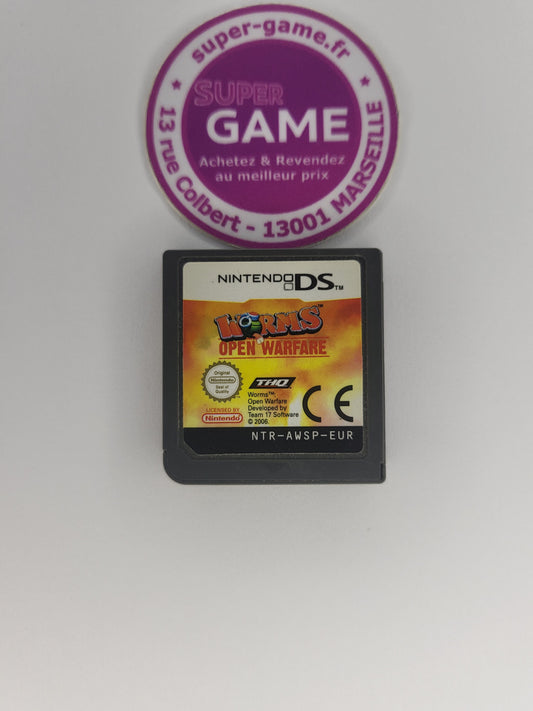 super-game.fr
SUPER
GAME
Achetez & Revendez
au meilleur prix
13 rue Colbert - 13001 MARSEILLE
NINTENDO DS™
WORMS™
OPEN WARFARE
Original
Nintendo
Seal of
Quality
LICENSED BY
Nintendo
THQ
Worms™:
Open Warfare
Developed by
Team 17 Software
© 2006.
CE
NTR-AWSP-EUR